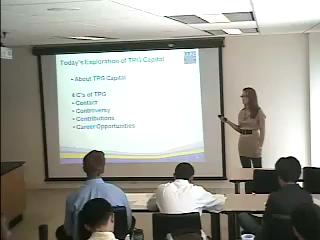 Today's Exploration of TPG Capital
• About TPG Capital
4 C's of TPG
• Contact
• Controversy
• Contributions
• Career Opportunities